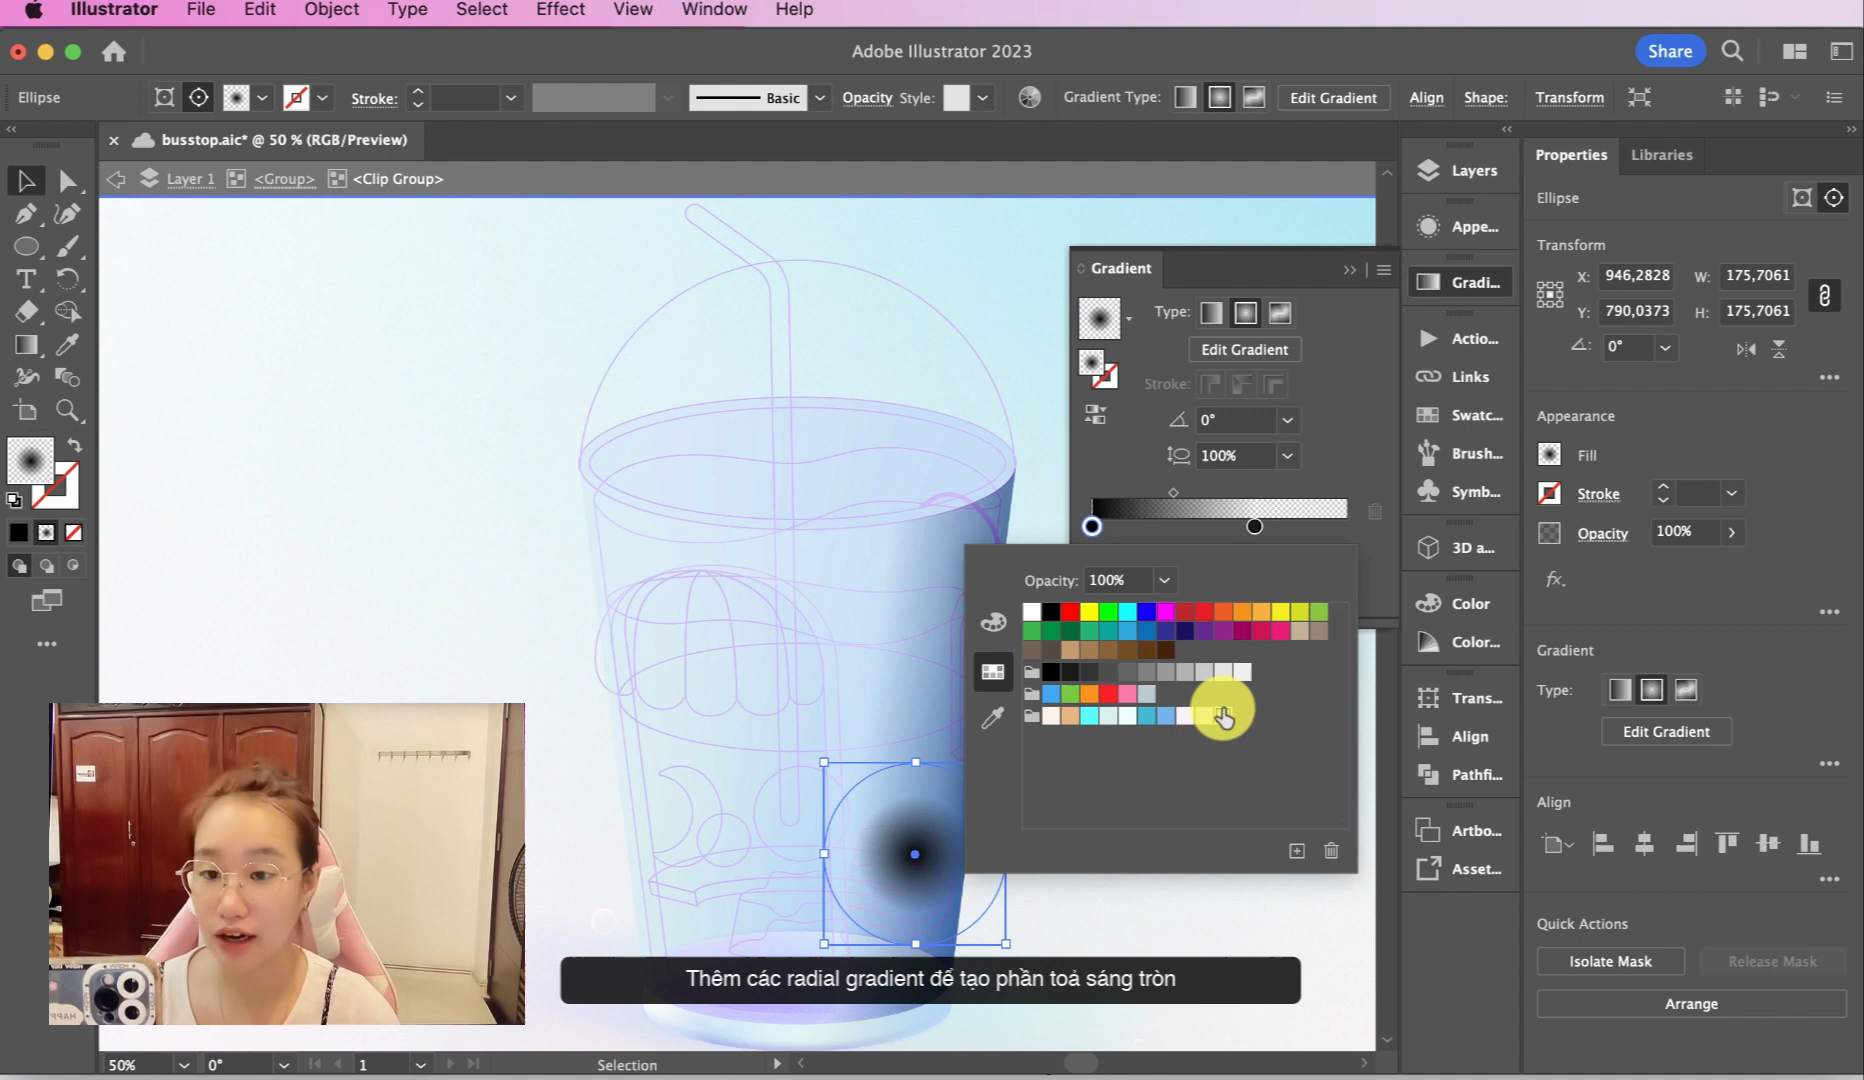 Illustrator File Edit Object Type Select Effect View Window Help
Adobe Illustrator 2023
Share
Ellipse
Stroke:
Basic
Opacity Style:
Gradient Type:
Edit Gradient
Align
Shape:
Transform
busstop.aic* @ 50 % (RGB/Preview)
Layer 1
<Group>
<Clip Group>
Gradient
Type:
Edit Gradient
Stroke:
0°
100%
Opacity: 100%
Layers
Appe...
Gradi...
Actio...
Links
Swatc...
Brush...
Symb...
3D a...
Color
Color...
Trans...
Align
Pathfi...
Artbo...
Asset...
Properties Libraries
Ellipse
Transform
X: 946,2828 W: 175,7061
Y: 790,0373 H: 175,7061
0°
Appearance
Fill
Stroke
Opacity 100%
fx.
Gradient
Type:
Edit Gradient
Align
Quick Actions
Isolate Mask Release Mask
Arrange
Thêm các radial gradient để tạo phần toả sáng tròn
50% 0° 1 Selection